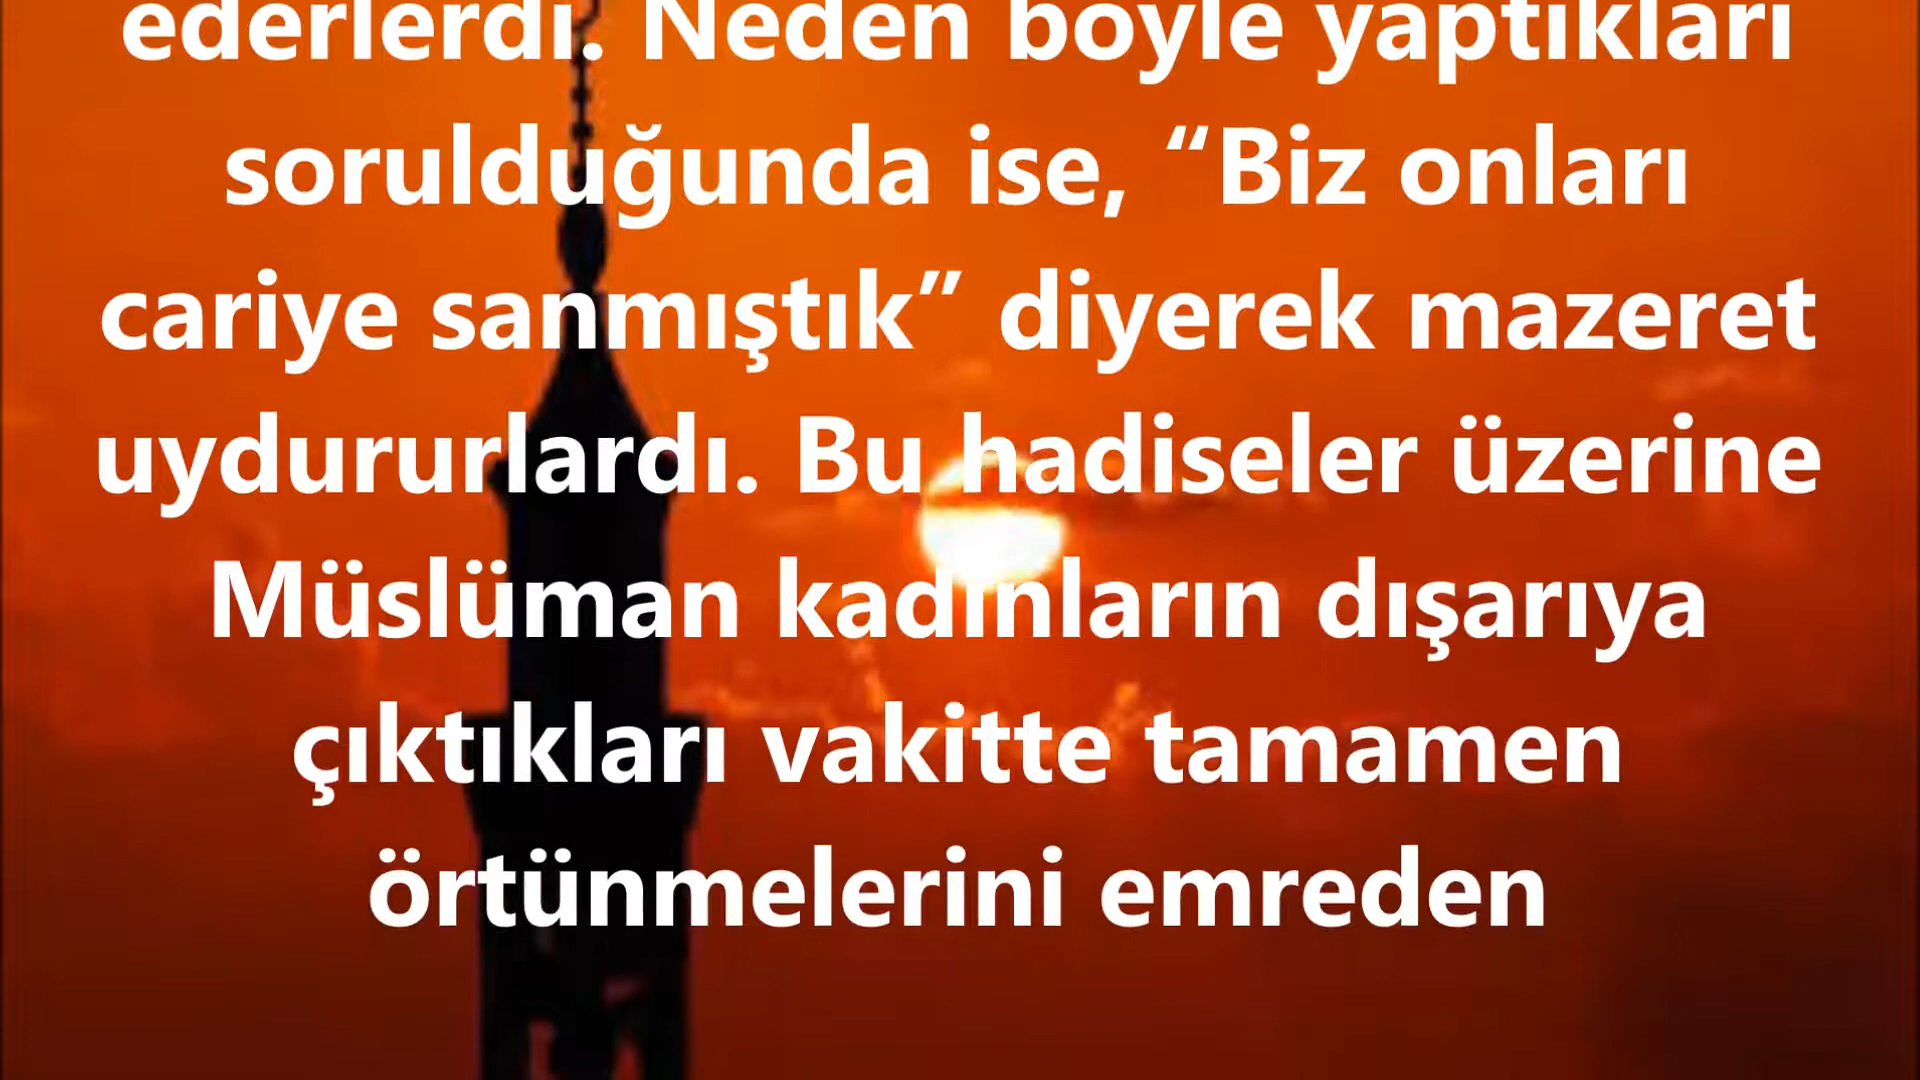 ederlerdi. Neden böyle yaptıkları
sorulduğunda ise, “Biz onları
cariye sanmıştık” diyerek mazeret
uydururlardı. Bu hadiseler üzerine
Müslüman kadınların dışarıya
çıktıkları vakitte tamamen
örtünmelerini emreden